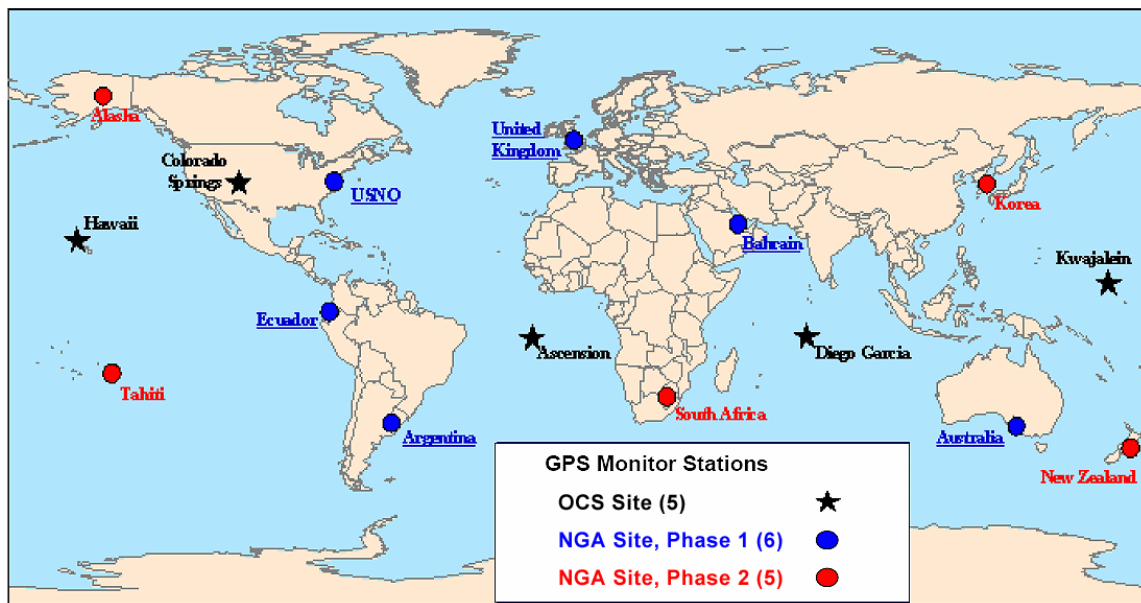 Alasha
United
Kingdom
Colorado
Springs
USNO
Korea
Hawaii
Bahrain
Kwajalein
Ecuador
Ascension
Diego Garcia
Tahiti
South Africa
Argentina
Australia
New Zealand
GPS Monitor Stations
OCS Site (5)
NGA Site, Phase 1 (6)
NGA Site, Phase 2 (5)